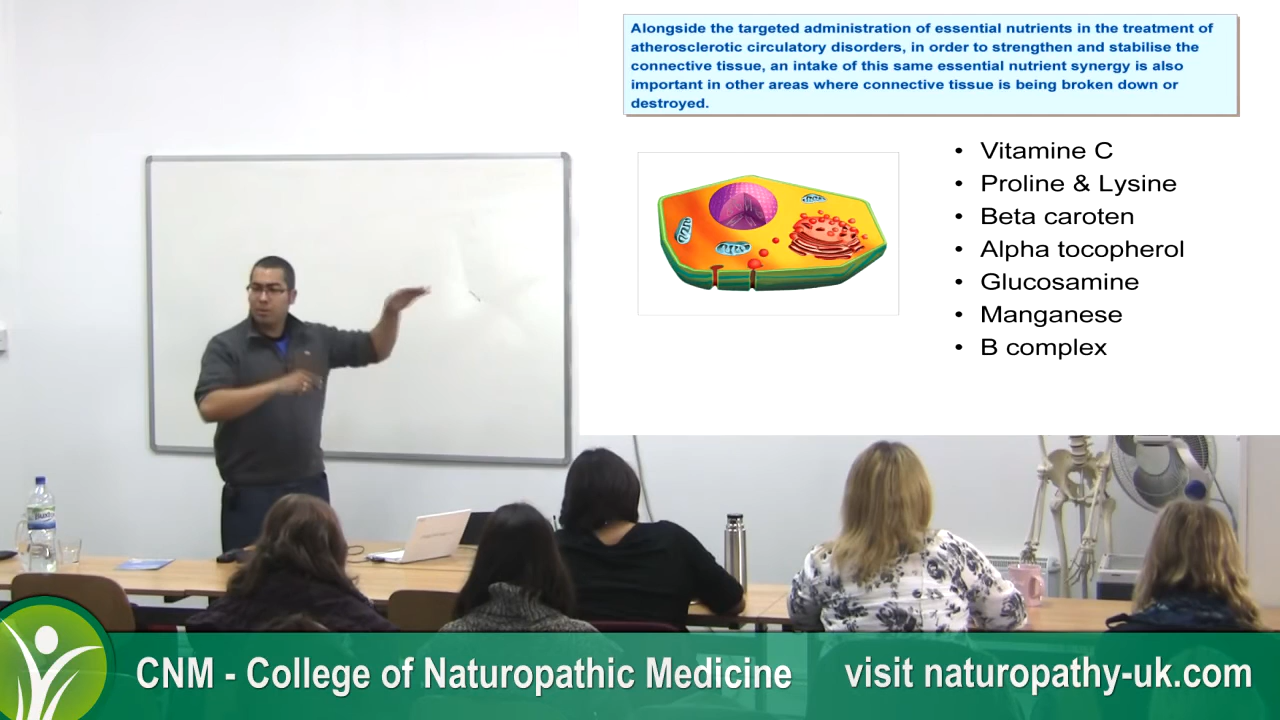 Alongside the targeted administration of essential nutrients in the treatment of
atherosclerotic circulatory disorders, in order to strengthen and stabilise the
connective tissue, an intake of this same essential nutrient synergy is also
important in other areas where connective tissue is being broken down or
destroyed.
• Vitamine C
• Proline & Lysine
• Beta caroten
• Alpha tocopherol
• Glucosamine
• Manganese
• B complex
CNM - College of Naturopathic Medicine
visit naturopathy-uk.com